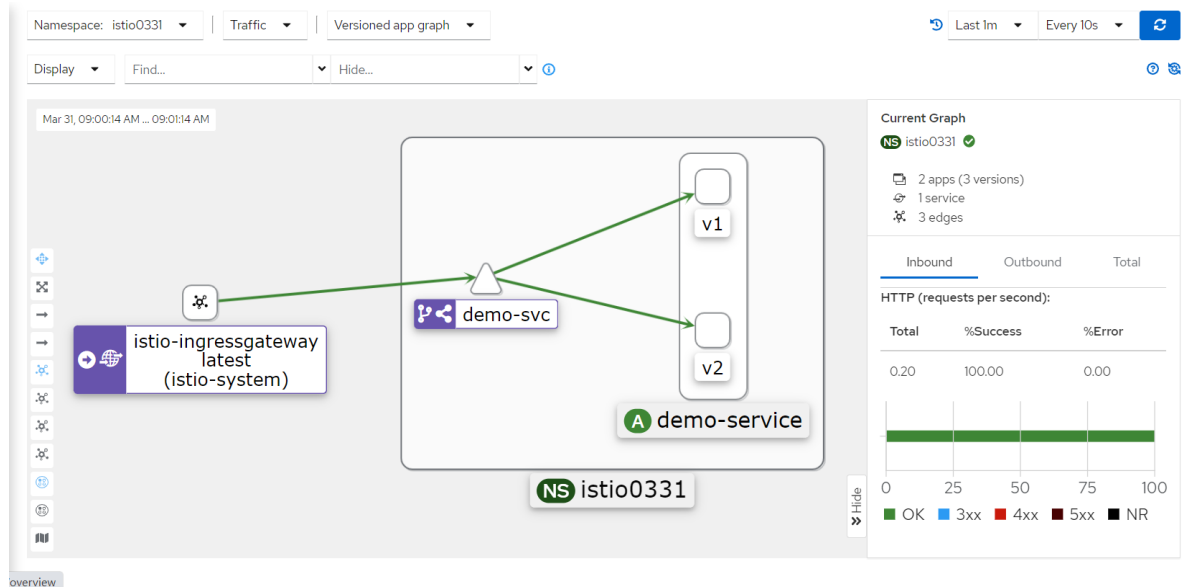 Namespace: istio0331
Traffic
Versioned app graph
Last 1m
Every 10s
Display
Find...
Hide...
Mar 31, 09:00:14 AM ... 09:01:14 AM
v1
demo-svc
istio-ingressgateway
latest
(istio-system)
v2
A demo-service
NS istio0331
Hide
Current Graph
NS istio0331
2 apps (3 versions)
1 service
3 edges
Inbound Outbound Total
HTTP (requests per second):
Total %Success %Error
0.20 100.00 0.00
0 25 50 75 100
OK 3xx 4xx 5xx NR
overview